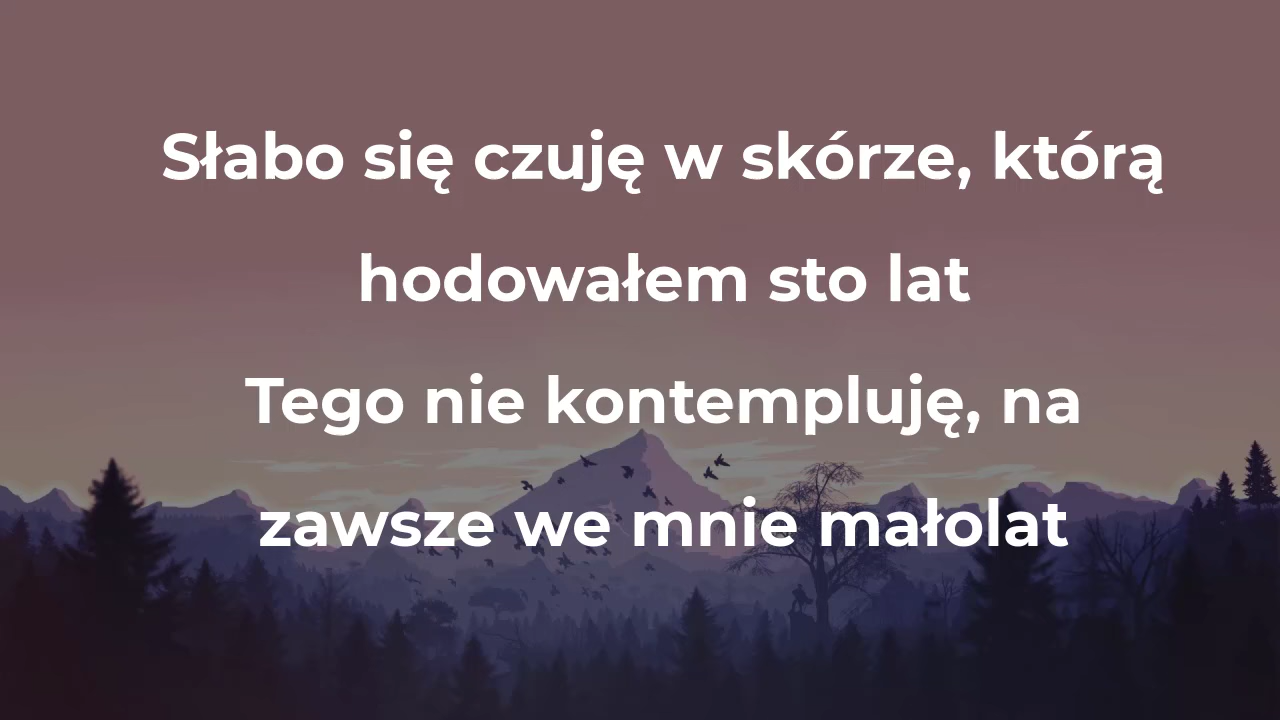 Słabo się czuję w skórze, którą
hodowałem sto lat
Tego nie kontempluję, na
zawsze we mnie małolat